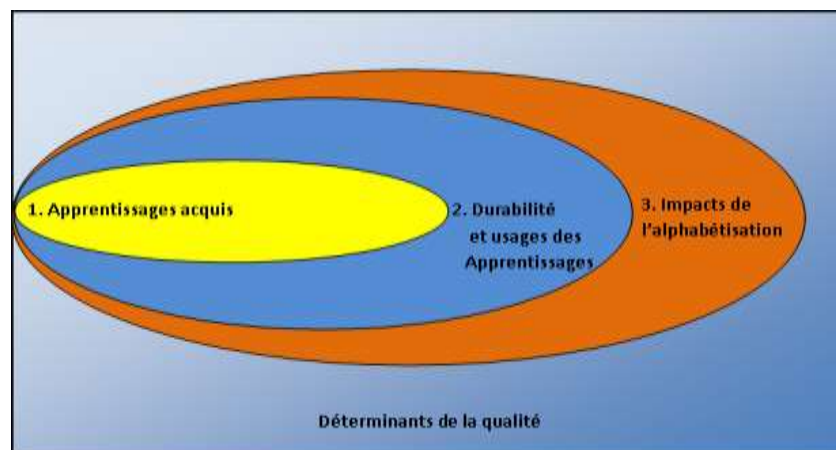 1. Apprentissages acquis
2. Durabilité
et usages des
Apprentissages
3. Impacts de
l'alphabétisation
Déterminants de la qualité